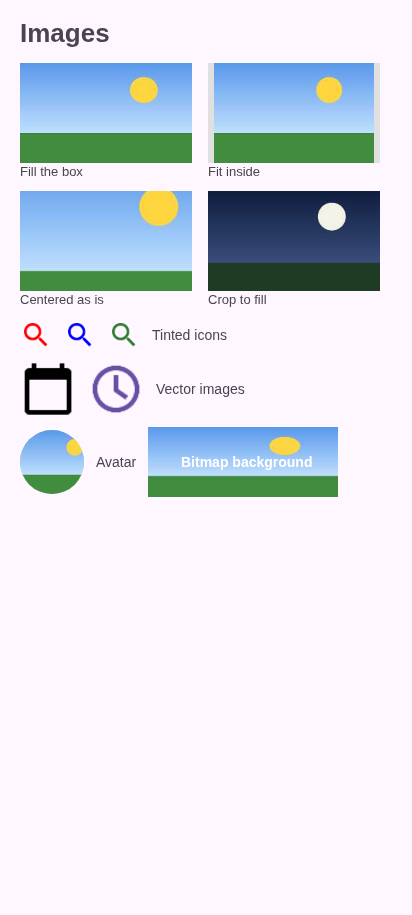 Images
Fill the box
Fit inside
Centered as is
Crop to fill
Tinted icons
Vector images
Avatar
Bitmap background